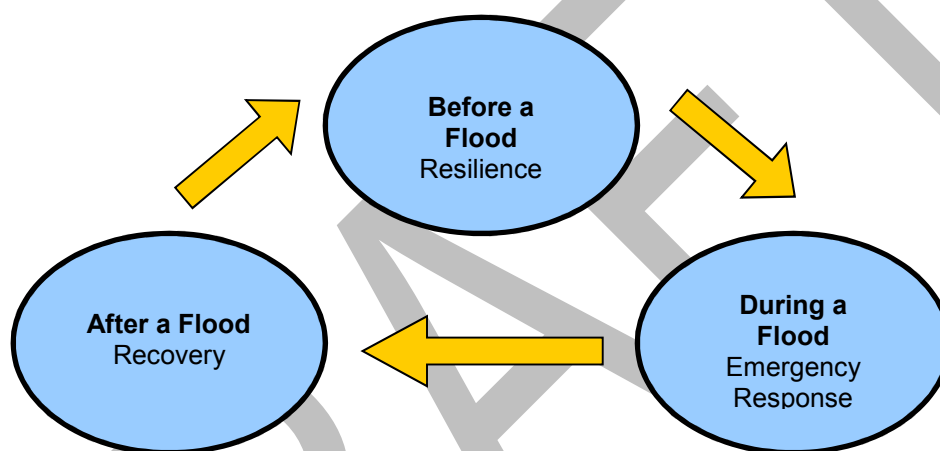 Before a
Flood
Resilience
After a Flood
Recovery
During a
Flood
Emergency
Response